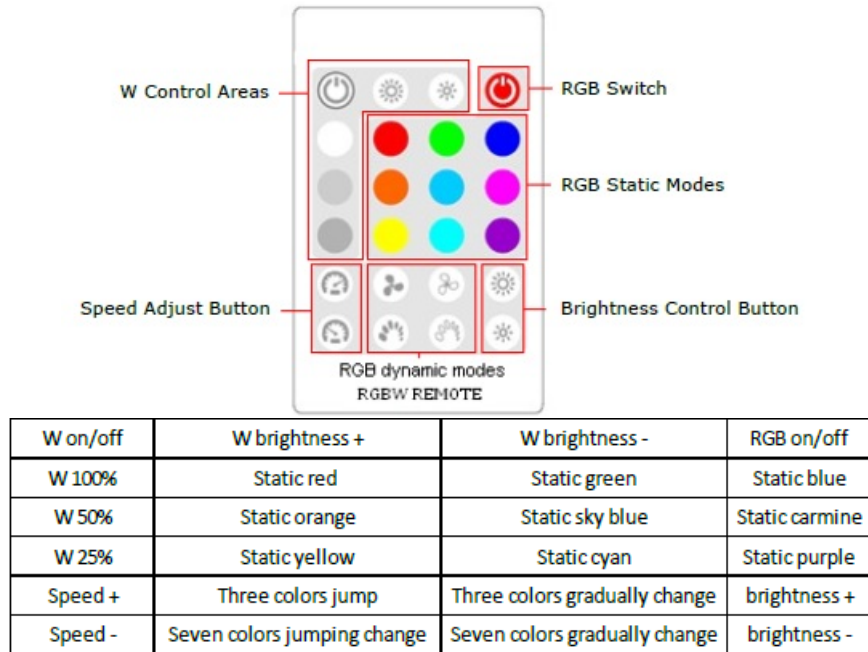 W Control Areas
RGB Switch
RGB Static Modes
Speed Adjust Button
Brightness Control Button
RGB dynamic modes
RGBW REMOTE
W on/off W brightness + W brightness - RGB on/off
W 100% Static red Static green Static blue
W 50% Static orange Static sky blue Static carmine
W 25% Static yellow Static cyan Static purple
Speed + Three colors jump Three colors gradually change brightness +
Speed - Seven colors jumping change Seven colors gradually change brightness -